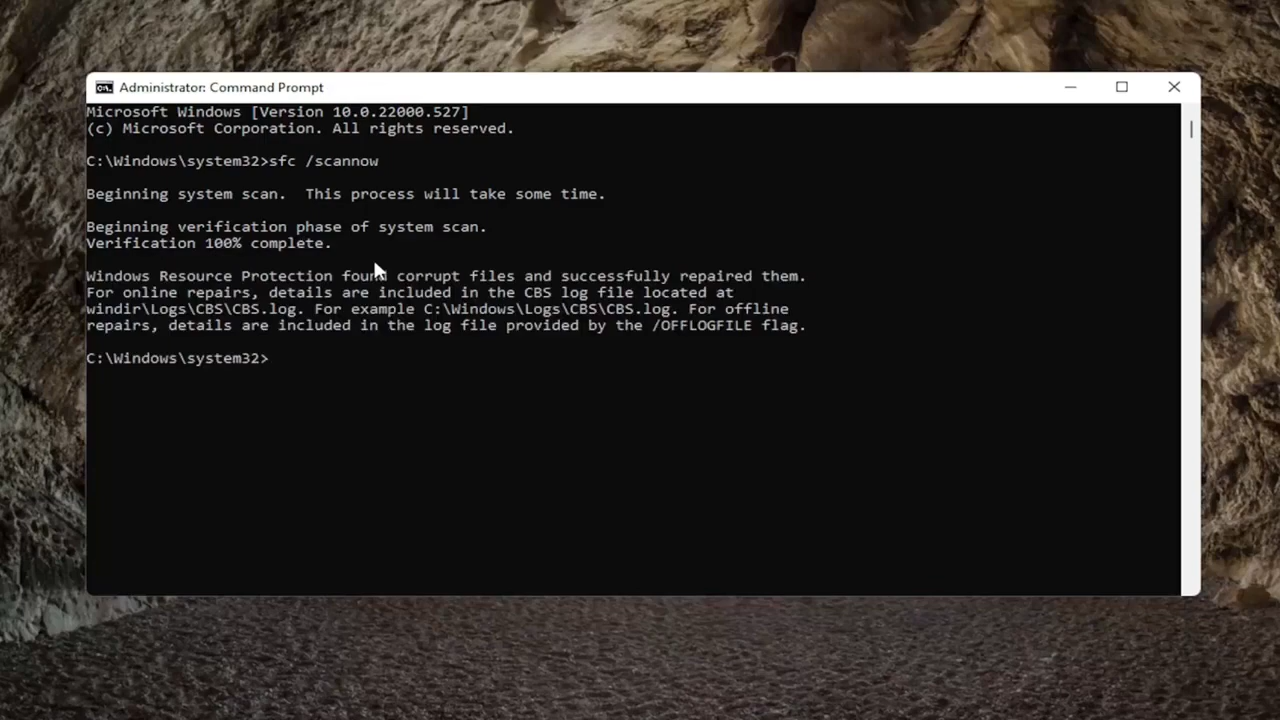 Administrator: Command Prompt
Microsoft Windows [Version 10.0.22000.527]
(c) Microsoft Corporation. All rights reserved.
C:\Windows\system32>sfc /scannow
Beginning system scan.  This process will take some time.
Beginning verification phase of system scan.
Verification 100% complete.
Windows Resource Protection found corrupt files and successfully repaired them.
For online repairs, details are included in the CBS log file located at
windir\Logs\CBS\CBS.log. For example C:\Windows\Logs\CBS\CBS.log. For offline
repairs, details are included in the log file provided by the /OFFLOGFILE flag.
C:\Windows\system32>